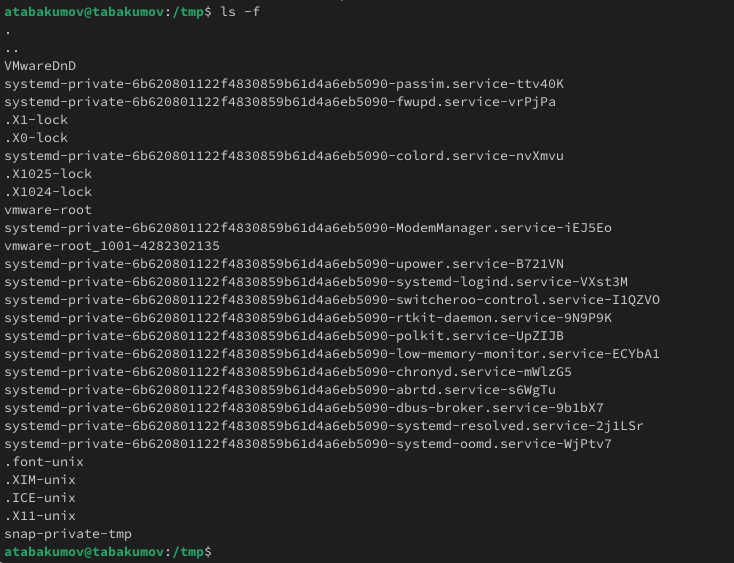 atabakumov@tabakumov:/tmp$ ls -f
.
..
VMwareDnD
systemd-private-6b620801122f4830859b61d4a6eb5090-passim.service-ttv40K
systemd-private-6b620801122f4830859b61d4a6eb5090-fwupd.service-vrPjPa
.X1-lock
.X0-lock
systemd-private-6b620801122f4830859b61d4a6eb5090-colord.service-nvXmvu
.X1025-lock
.X1024-lock
vmware-root
systemd-private-6b620801122f4830859b61d4a6eb5090-ModemManager.service-iEJ5Eo
vmware-root_1001-4282302135
systemd-private-6b620801122f4830859b61d4a6eb5090-upower.service-B721VN
systemd-private-6b620801122f4830859b61d4a6eb5090-systemd-logind.service-VXst3M
systemd-private-6b620801122f4830859b61d4a6eb5090-switcheroo-control.service-I1QZVO
systemd-private-6b620801122f4830859b61d4a6eb5090-rtkit-daemon.service-9N9P9K
systemd-private-6b620801122f4830859b61d4a6eb5090-polkit.service-UpZIJB
systemd-private-6b620801122f4830859b61d4a6eb5090-low-memory-monitor.service-ECYbA1
systemd-private-6b620801122f4830859b61d4a6eb5090-chronyd.service-mWlzG5
systemd-private-6b620801122f4830859b61d4a6eb5090-abrtd.service-s6WgTu
systemd-private-6b620801122f4830859b61d4a6eb5090-dbus-broker.service-9b1bX7
systemd-private-6b620801122f4830859b61d4a6eb5090-systemd-resolved.service-2j1LSr
systemd-private-6b620801122f4830859b61d4a6eb5090-systemd-oomd.service-WjPtv7
.font-unix
.XIM-unix
.ICE-unix
.X11-unix
snap-private-tmp
atabakumov@tabakumov:/tmp$